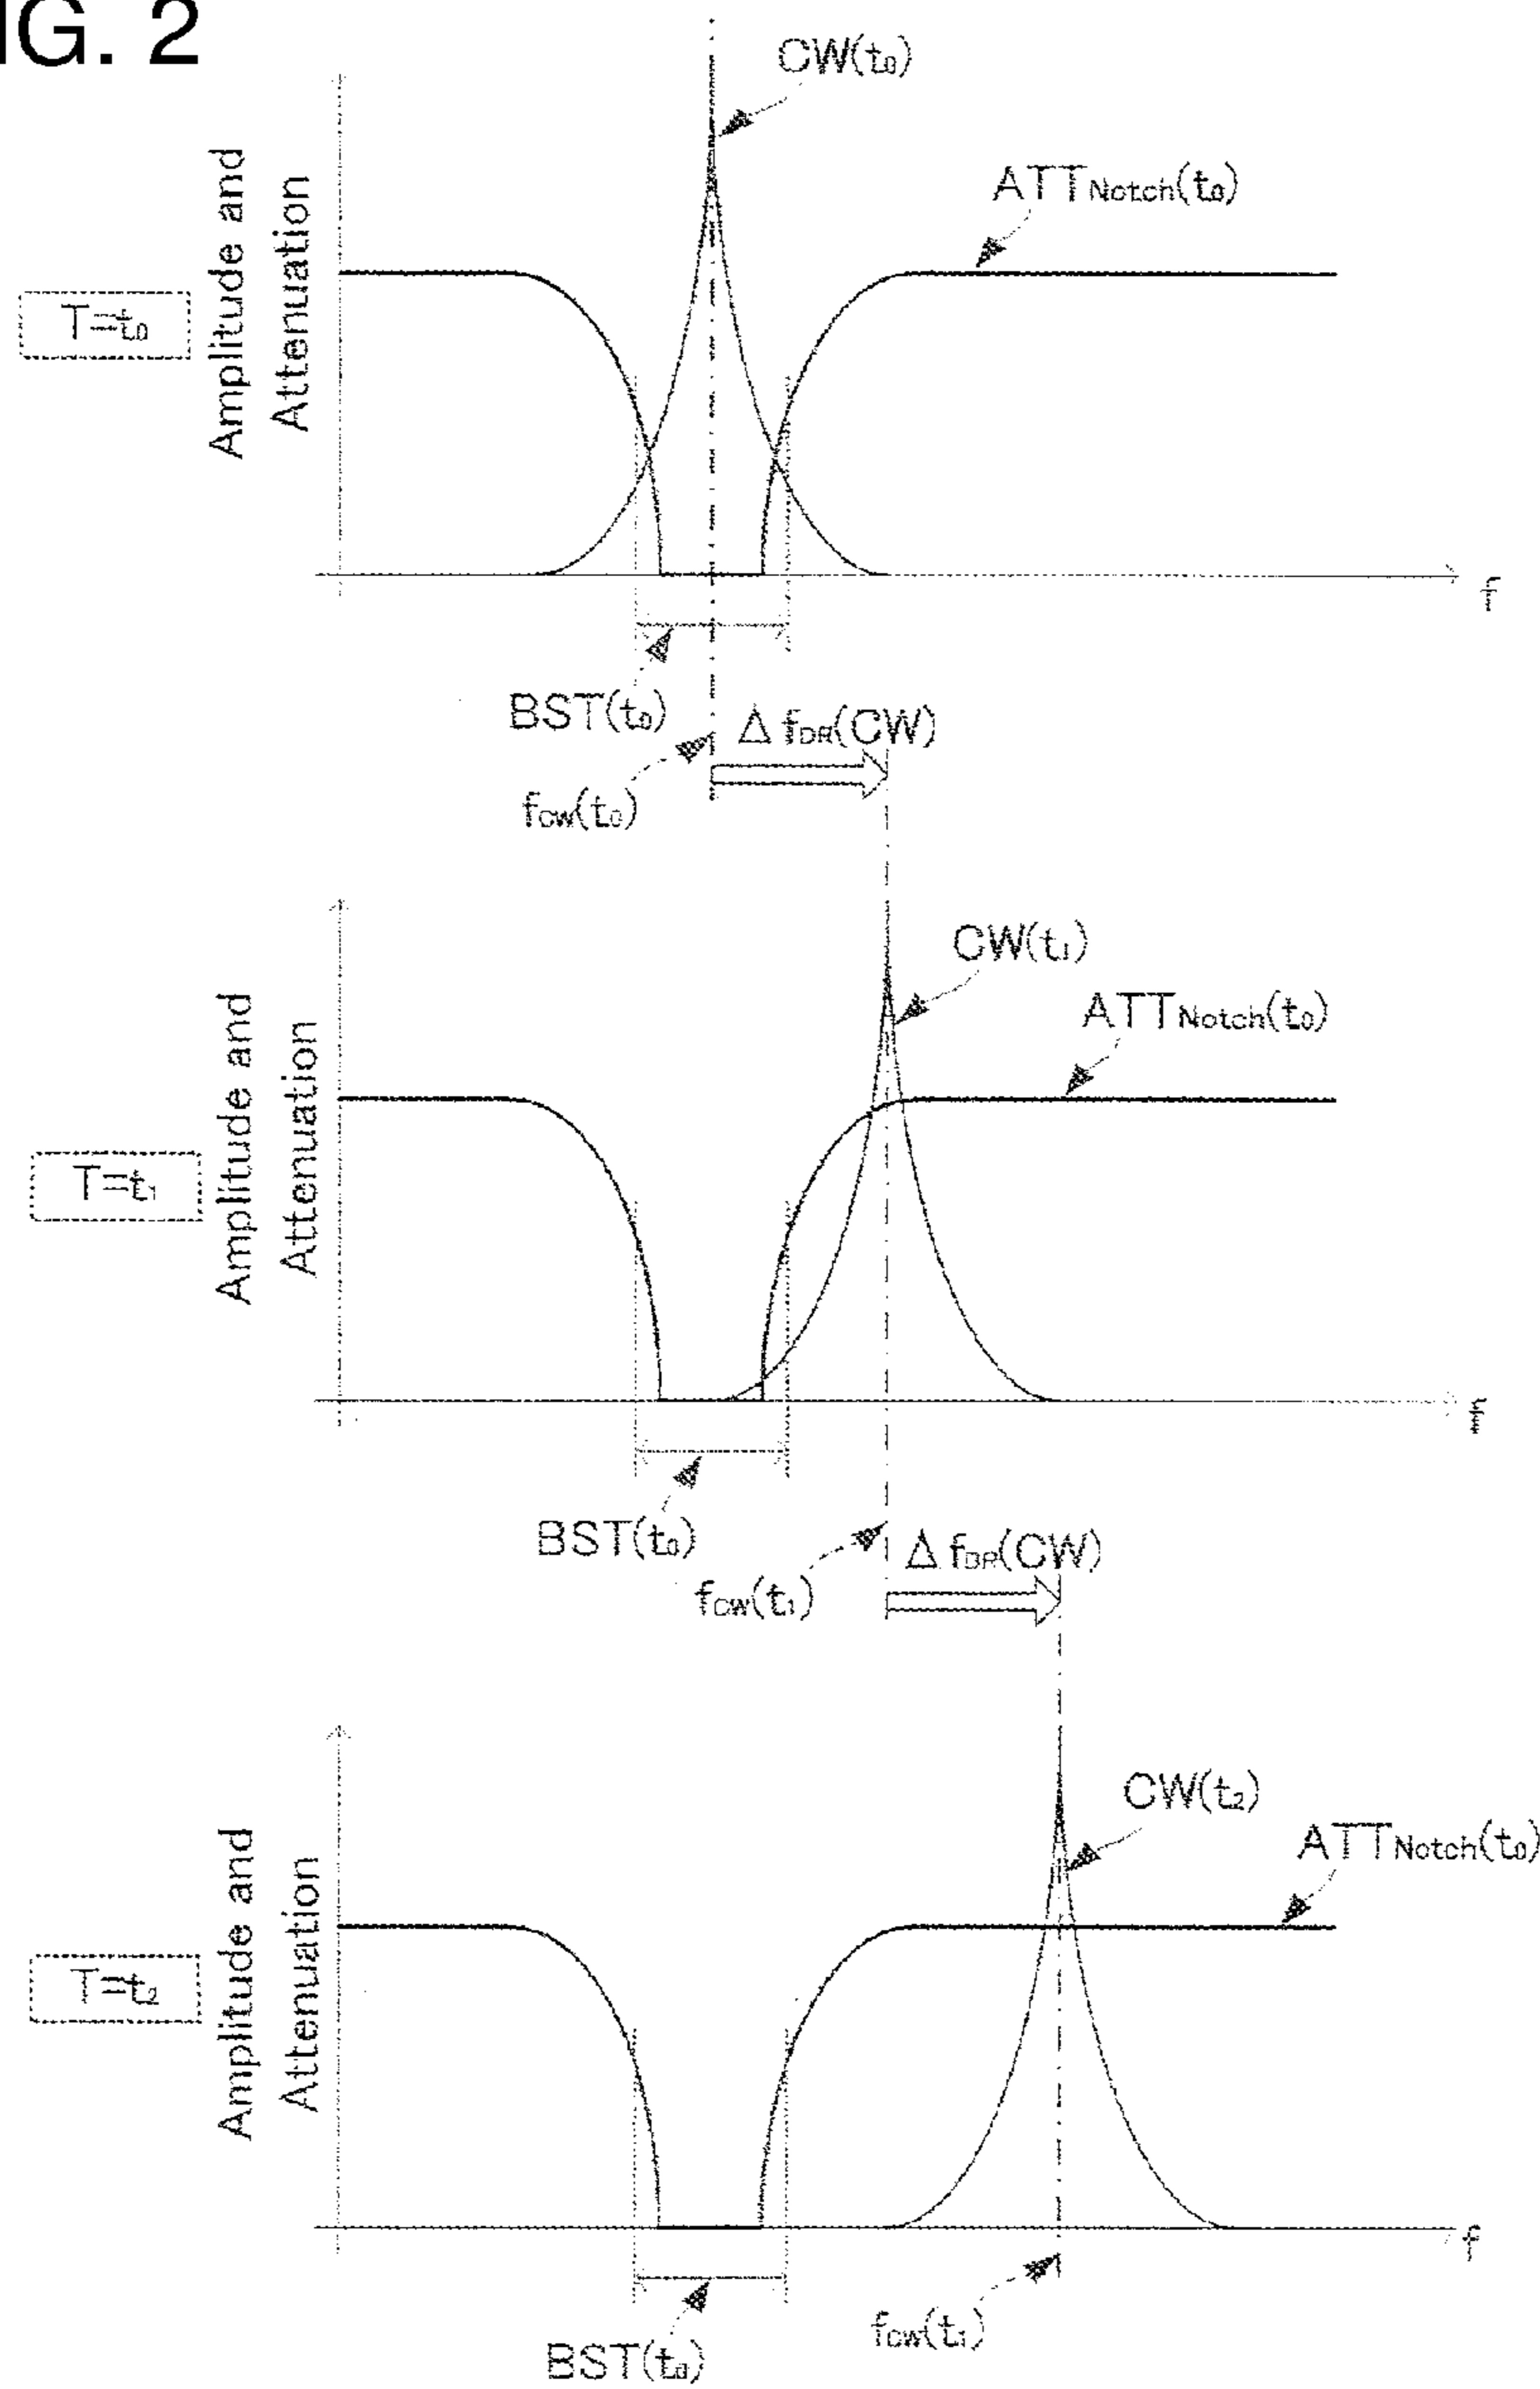 IG. 2
CW(t₀)
ATTNotch(t₀)
Amplitude and
Attenuation
T=t₀
f
BST(t₀)
Δ fDR(CW)
fCW(t₀)
CW(t₁)
ATTNotch(t₀)
Amplitude and
Attenuation
T=t₁
f
BST(t₀)
Δ fDR(CW)
fCW(t₁)
CW(t₂)
ATTNotch(t₀)
Amplitude and
Attenuation
T=t₂
f
fCW(t₁)
BST(t₀)